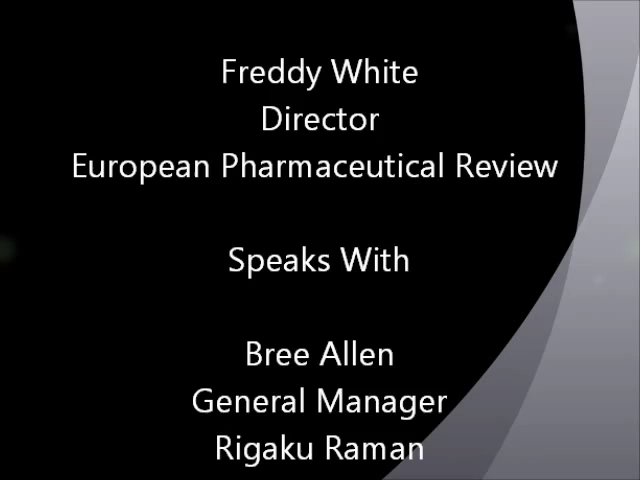 Freddy White
Director
European Pharmaceutical Review
Speaks With
Bree Allen
General Manager
Rigaku Raman